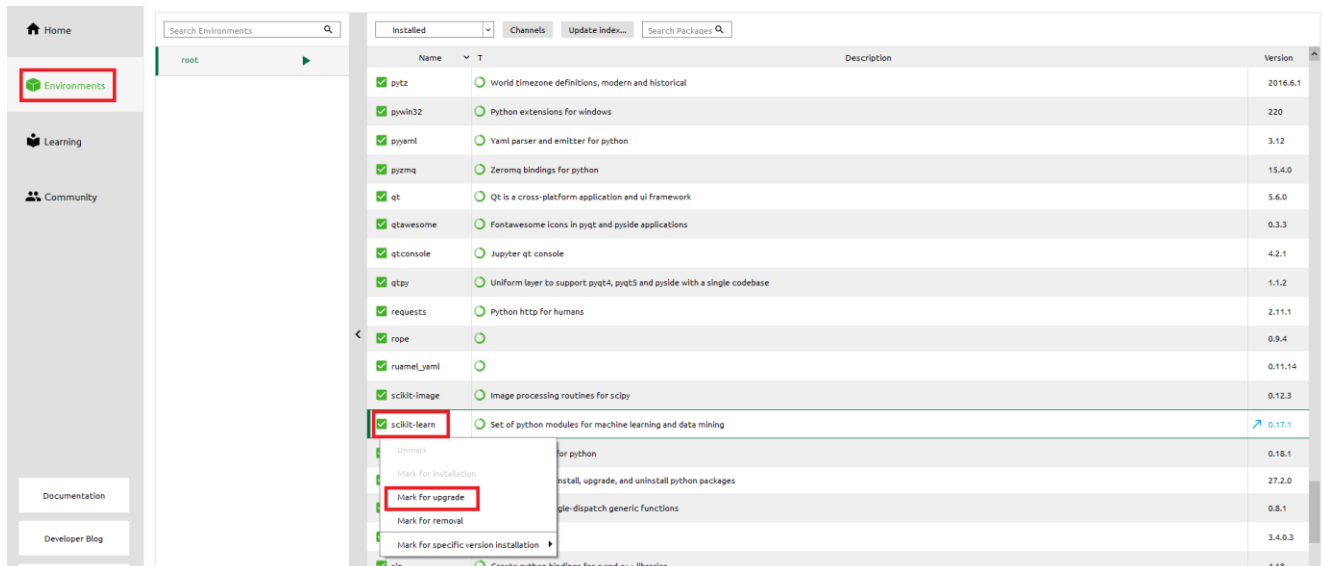 Home
Environments
Learning
Community
Documentation
Developer Blog
Search Environments
root
Installed
Channels
Update index...
Search Packages
Name T Description Version
pytz World timezone definitions, modern and historical 2016.6.1
pywin32 Python extensions for windows 220
pyyaml Yaml parser and emitter for python 3.12
pyzmq Zeromq bindings for python 15.4.0
qt Qt is a cross-platform application and ui framework 5.6.0
qtawesome Fontawesome icons in pyqt and pyside applications 0.3.3
qtconsole Jupyter qt console 4.2.1
qtpy Uniform layer to support pyqt4, pyqt5 and pyside with a single codebase 1.1.2
requests Python http for humans 2.11.1
rope 0.9.4
ruamel_yaml 0.11.14
scikit-image Image processing routines for scipy 0.12.3
scikit-learn Set of python modules for machine learning and data mining 0.17.1
Unmark
for python 0.18.1
Mark for installation
nstall, upgrade, and uninstall python packages 27.2.0
Mark for upgrade
gle-dispatch generic functions 0.8.1
Mark for removal
3.4.0.3
Mark for specific version installation